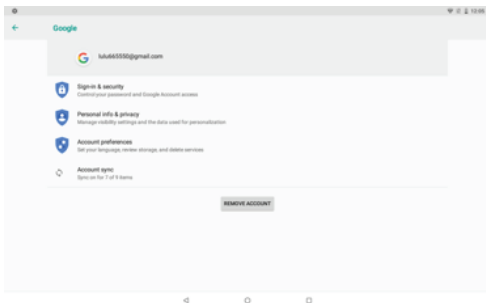 12:05
Google
lulu665550@gmail.com
Sign-in & security
Control your password and Google Account access
Personal info & privacy
Manage visibility settings and the data used for personalization
Account preferences
Set your language, review storage, and delete services
Account sync
Sync on for 7 of 9 items
REMOVE ACCOUNT